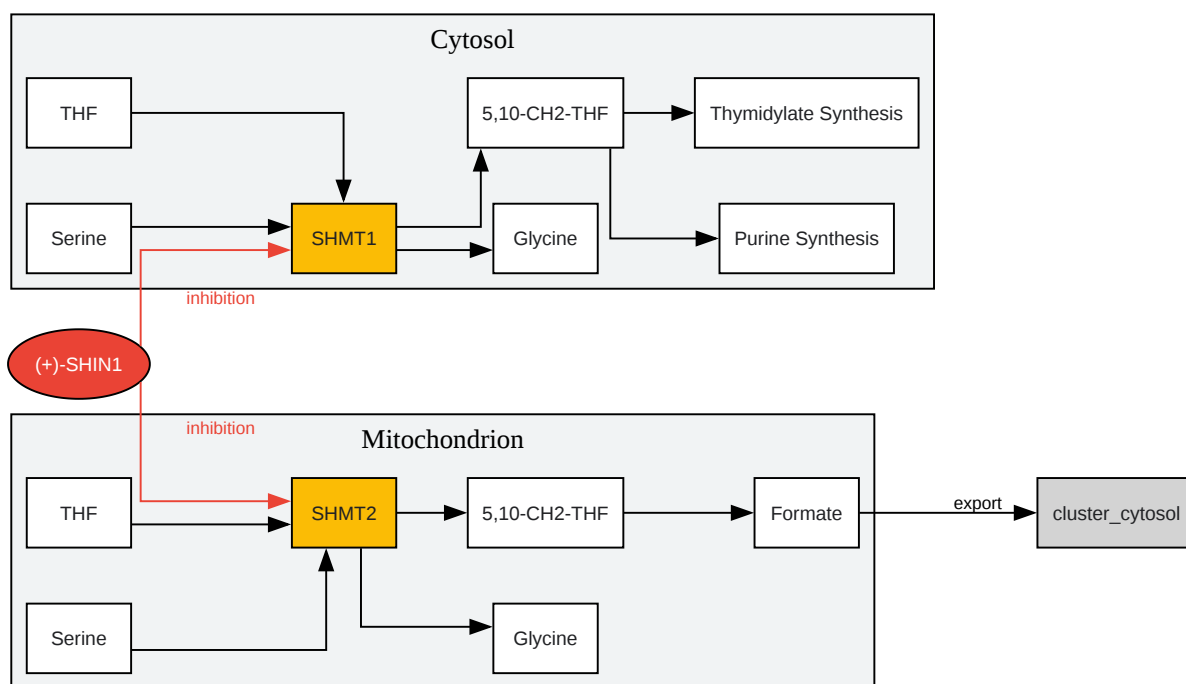 Cytosol
THF
5,10-CH2-THF
Thymidylate Synthesis
Serine
SHMT1
Glycine
Purine Synthesis
inhibition
(+)-SHIN1
inhibition
Mitochondrion
THF
SHMT2
5,10-CH2-THF
Formate
export
cluster_cytosol
Serine
Glycine